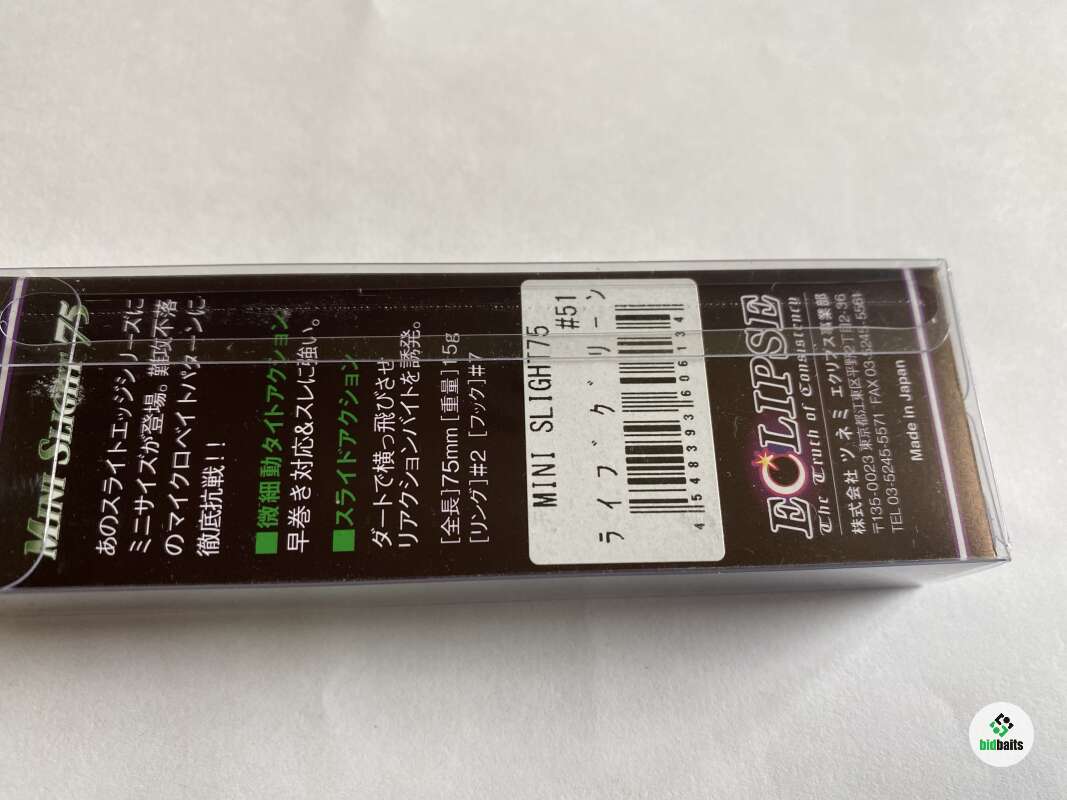 MINI SLIGHT 75
あのスライトエッジシリーズに
ミニサイズが登場。難攻不落
のマイクロベイトパターンに
徹底抗戦!!
■微細動タイトアクション
早巻き対応&スレに強い。
■スライドアクション
ダートで横っ飛びさせ
リアクションバイトを誘発。
[全長]75mm[重量]15g
[リング]#2 [フック]#7
MINI SLIGHT75
#51
ライブグリーン
4 548393 606134
ECLIPSE
The Truth of Consistency
株式会社 ツネミ エクリプス事業部
〒135-0023 東京都江東区平野2丁目2-36
TEL 03-5245-5571 FAX 03-5245-5561
Made in Japan
bidbaits